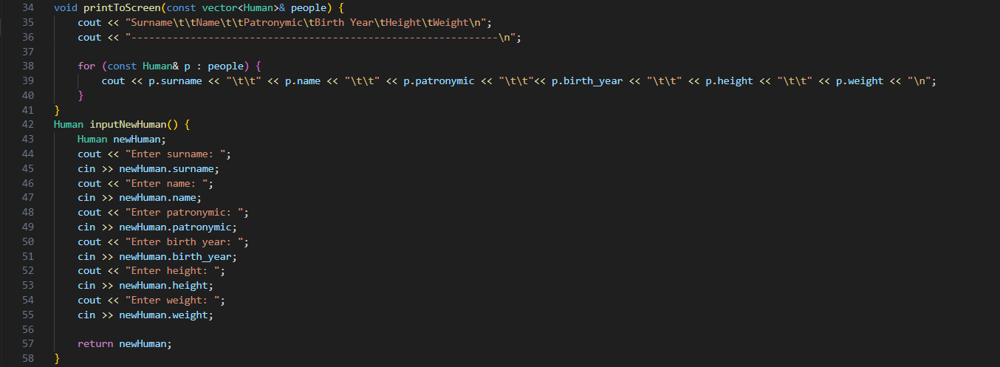 34 void printToScreen(const vector<Human>& people) {
35     cout << "Surname\t\tName\t\tPatronymic\tBirth Year\tHeight\tWeight\n";
36     cout << "--------------------------------------------------------------\n";
37
38     for (const Human& p : people) {
39         cout << p.surname << "\t\t" << p.name << "\t\t" << p.patronymic << "\t\t"<< p.birth_year << "\t\t" << p.height << "\t\t" << p.weight << "\n";
40     }
41 }
42 Human inputNewHuman() {
43     Human newHuman;
44     cout << "Enter surname: ";
45     cin >> newHuman.surname;
46     cout << "Enter name: ";
47     cin >> newHuman.name;
48     cout << "Enter patronymic: ";
49     cin >> newHuman.patronymic;
50     cout << "Enter birth year: ";
51     cin >> newHuman.birth_year;
52     cout << "Enter height: ";
53     cin >> newHuman.height;
54     cout << "Enter weight: ";
55     cin >> newHuman.weight;
56
57     return newHuman;
58 }